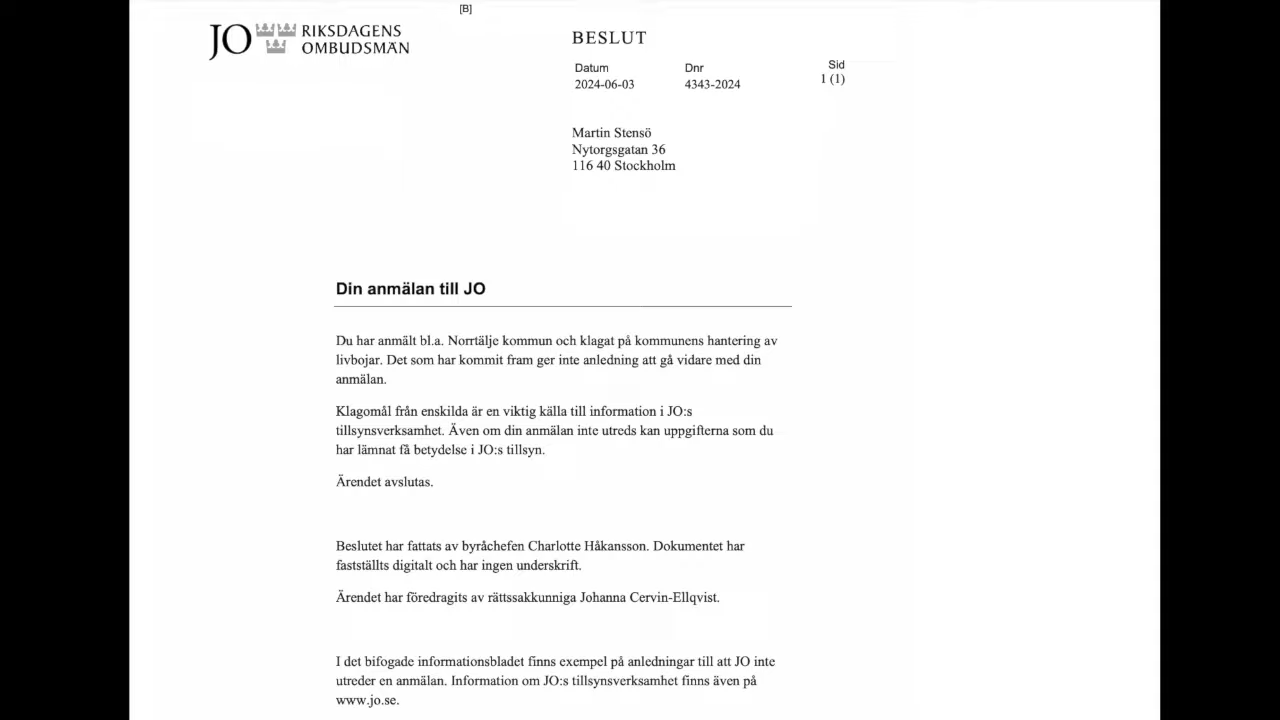 [B]
JO RIKSDAGENS
OMBUDSMÄN
BESLUT
Datum Dnr Sid
2024-06-03 4343-2024 1 (1)
Martin Stensö
Nytorgsgatan 36
116 40 Stockholm
Din anmälan till JO
Du har anmält bl.a. Norrtälje kommun och klagat på kommunens hantering av
livbojar. Det som har kommit fram ger inte anledning att gå vidare med din
anmälan.
Klagomål från enskilda är en viktig källa till information i JO:s
tillsynsverksamhet. Även om din anmälan inte utreds kan uppgifterna som du
har lämnat få betydelse i JO:s tillsyn.
Ärendet avslutas.
Beslutet har fattats av byråchefen Charlotte Håkansson. Dokumentet har
fastställts digitalt och har ingen underskrift.
Ärendet har föredragits av rättssakkunniga Johanna Cervin-Ellqvist.
I det bifogade informationsbladet finns exempel på anledningar till att JO inte
utreder en anmälan. Information om JO:s tillsynsverksamhet finns även på
www.jo.se.